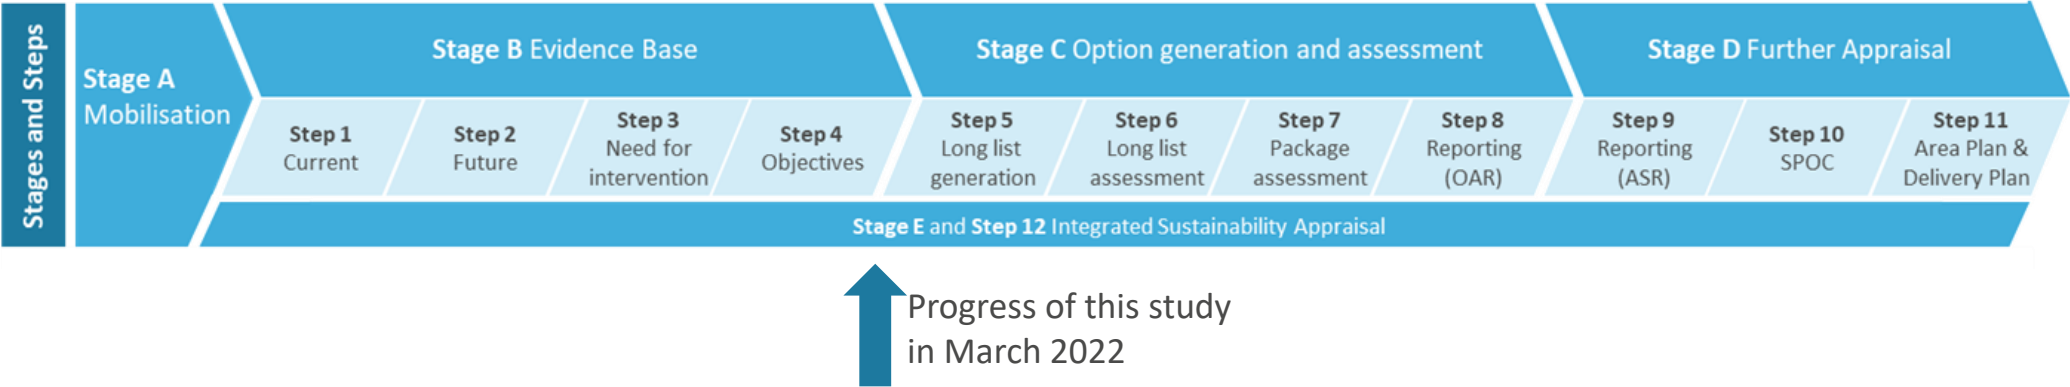 Stages and Steps
Stage A
Mobilisation
Stage B Evidence Base
Step 1
Current
Step 2
Future
Step 3
Need for
intervention
Step 4
Objectives
Stage C Option generation and assessment
Step 5
Long list
generation
Step 6
Long list
assessment
Step 7
Package
assessment
Step 8
Reporting
(OAR)
Stage D Further Appraisal
Step 9
Reporting
(ASR)
Step 10
SPOC
Step 11
Area Plan &
Delivery Plan
Stage E and Step 12 Integrated Sustainability Appraisal
Progress of this study
in March 2022